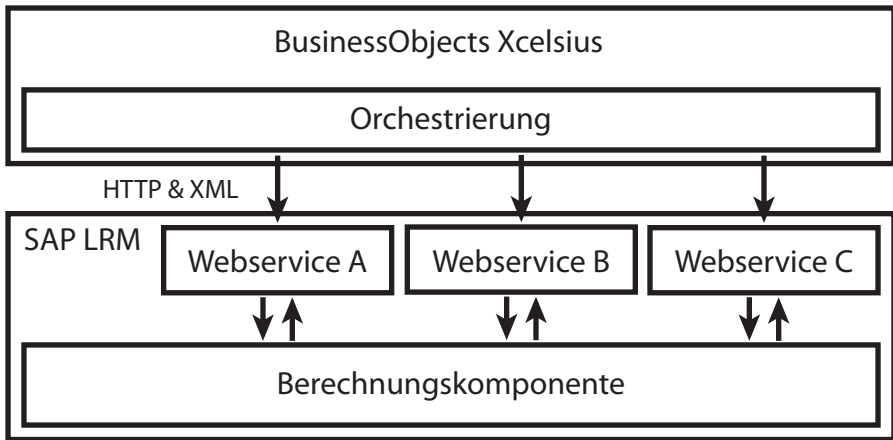 BusinessObjects Xcelsius
Orchestrierung
HTTP & XML
SAP LRM
Webservice A
Webservice B
Webservice C
Berechnungskomponente